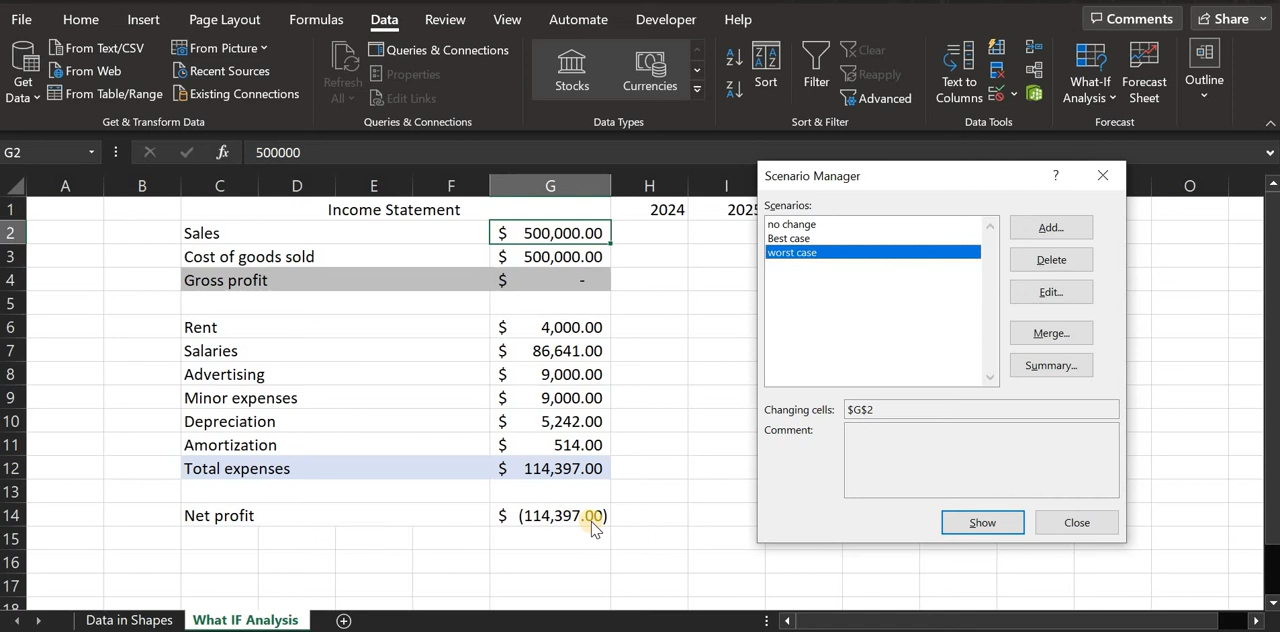 File Home Insert Page Layout Formulas Data Review View Automate Developer Help Comments Share
From Text/CSV From Picture Queries & Connections Clear
From Web Recent Sources Properties Reapply
From Table/Range Existing Connections Edit Links Advanced
Get Data Refresh All Stocks Currencies Sort Filter Text to Columns What-If Analysis Forecast Sheet Outline
Get & Transform Data Queries & Connections Data Types Sort & Filter Data Tools Forecast
G2 fx 500000
A B C D E F G H I O
1 Income Statement 2024 2025
2 Sales $ 500,000.00
3 Cost of goods sold $ 500,000.00
4 Gross profit $ -
5
6 Rent $ 4,000.00
7 Salaries $ 86,641.00
8 Advertising $ 9,000.00
9 Minor expenses $ 9,000.00
10 Depreciation $ 5,242.00
11 Amortization $ 514.00
12 Total expenses $ 114,397.00
13
14 Net profit $ (114,397.00)
15
16
17
18
Scenario Manager ?
Scenarios:
no change
Best case
worst case
Add...
Delete
Edit...
Merge...
Summary...
Changing cells: $G$2
Comment:
Show Close
Data in Shapes What IF Analysis